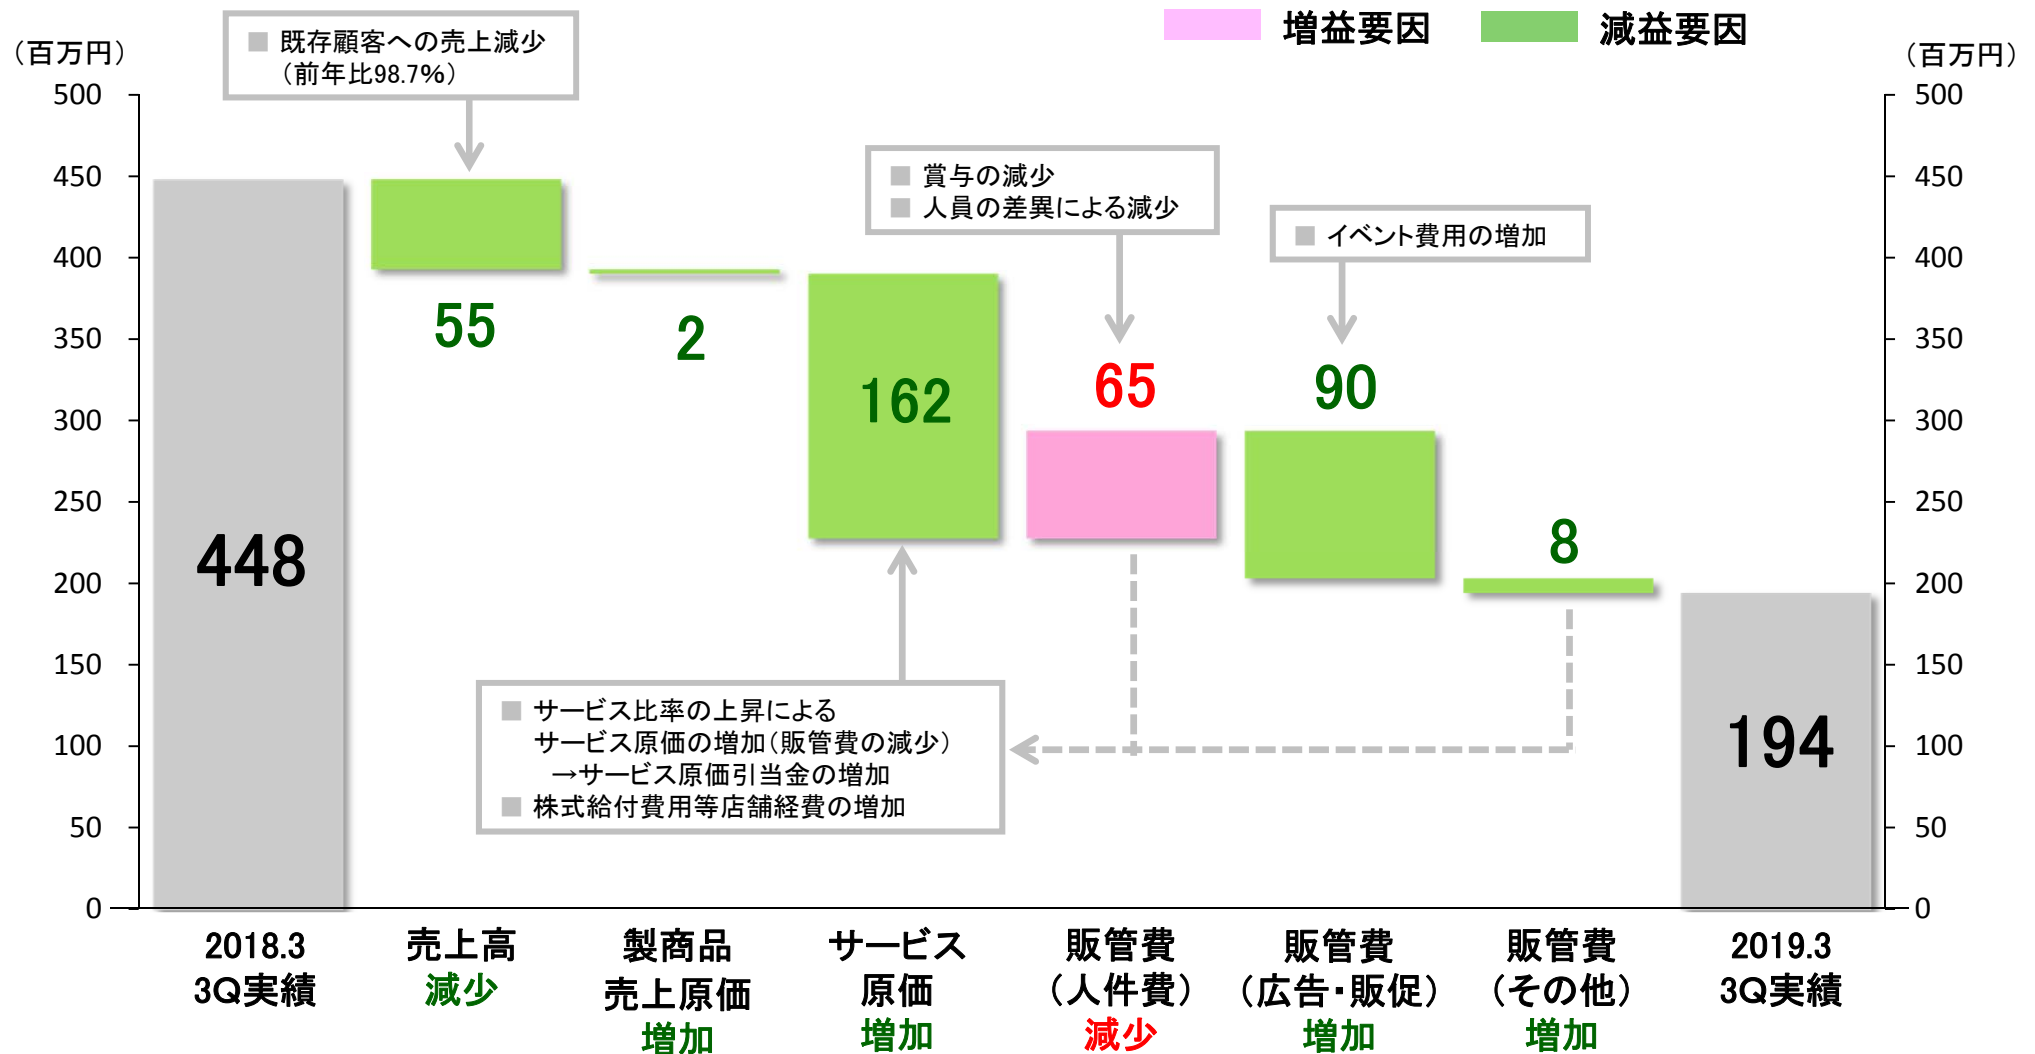 増益要因
減益要因
（百万円）
（百万円）
■ 既存顧客への売上減少
（前年比98.7％）
■ 賞与の減少
■ 人員の差異による減少
■ イベント費用の増加
500
450
400
350
300
250
200
150
100
50
0
500
450
400
350
300
250
200
150
100
50
0
448
55
2
162
65
90
8
194
■ サービス比率の上昇による
サービス原価の増加（販管費の減少）
→サービス原価引当金の増加
■ 株式給付費用等店舗経費の増加
2018.3
3Q実績
売上高
減少
製商品
売上原価
増加
サービス
原価
増加
販管費
（人件費）
減少
販管費
（広告・販促）
増加
販管費
（その他）
増加
2019.3
3Q実績